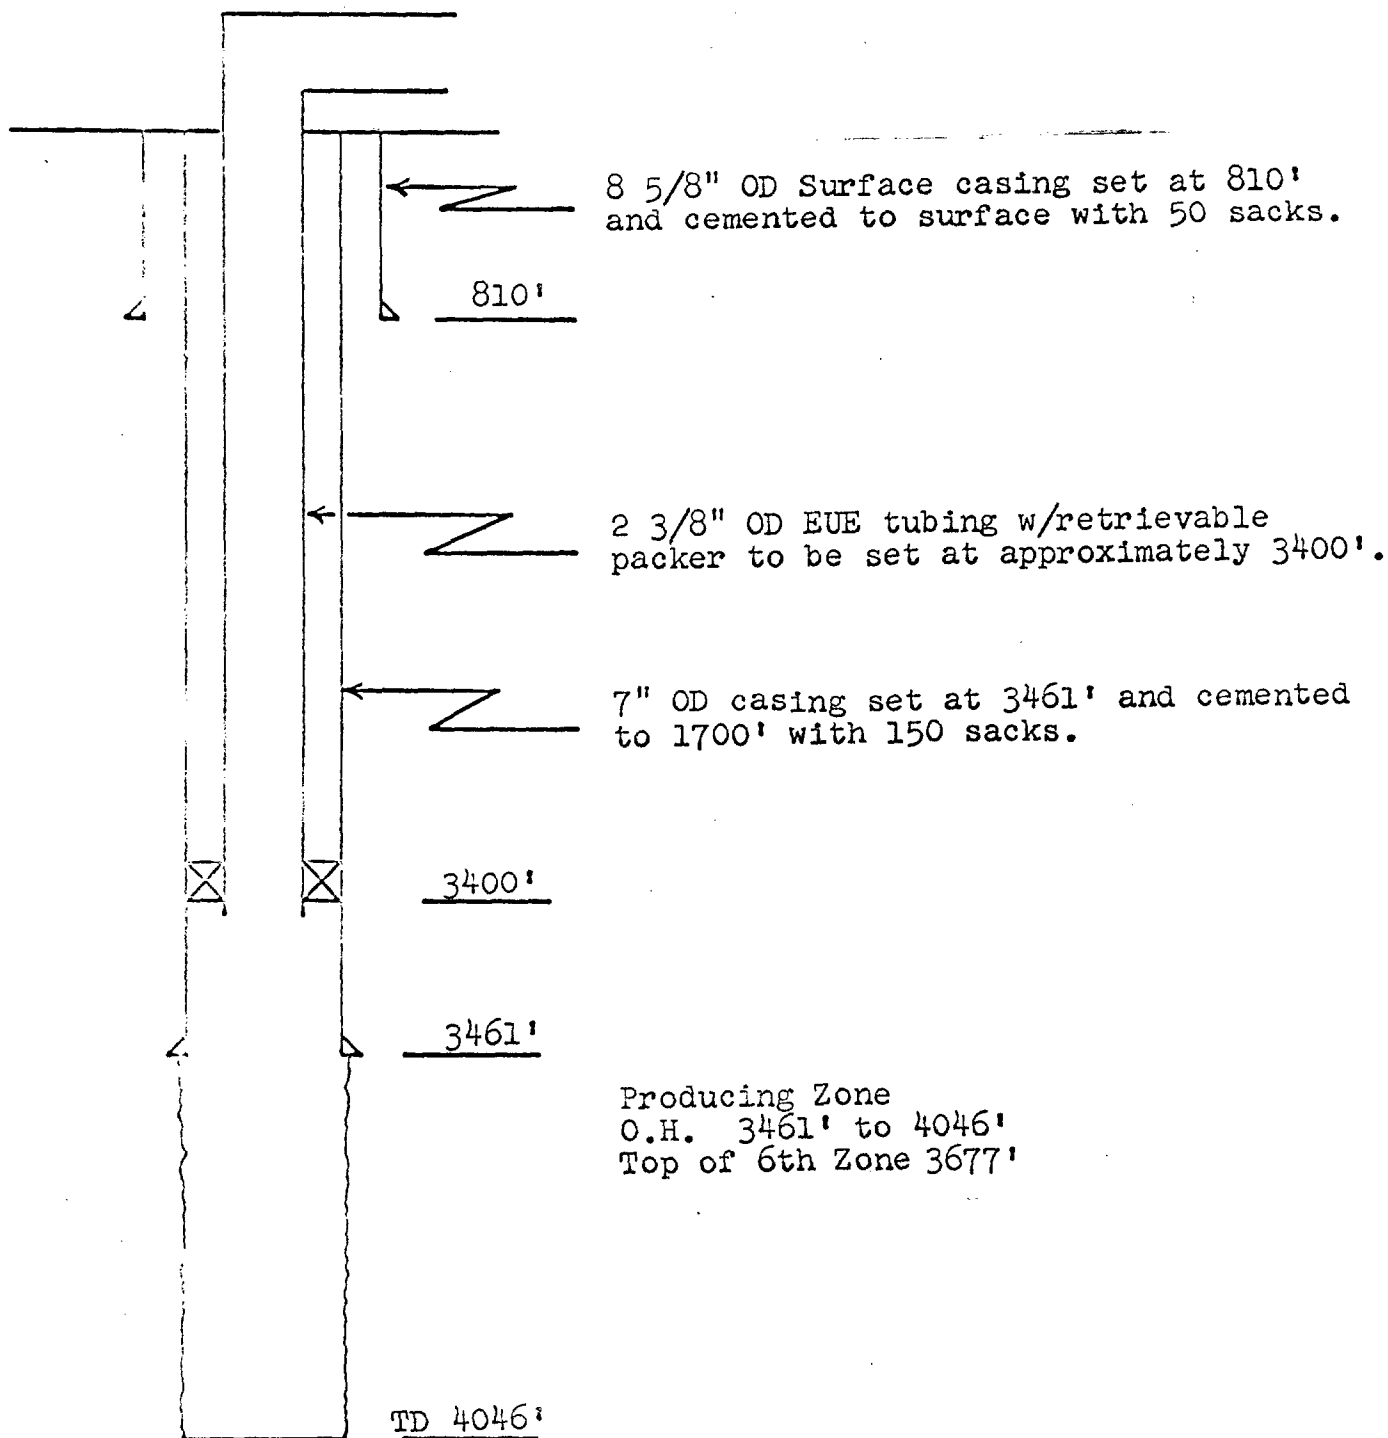 8 5/8" OD Surface casing set at 810'
and cemented to surface with 50 sacks.
810'
2 3/8" OD EUE tubing w/retrievable
packer to be set at approximately 3400'.
7" OD casing set at 3461' and cemented
to 1700' with 150 sacks.
3400'
3461'
Producing Zone
O.H. 3461' to 4046'
Top of 6th Zone 3677'
TD 4046'